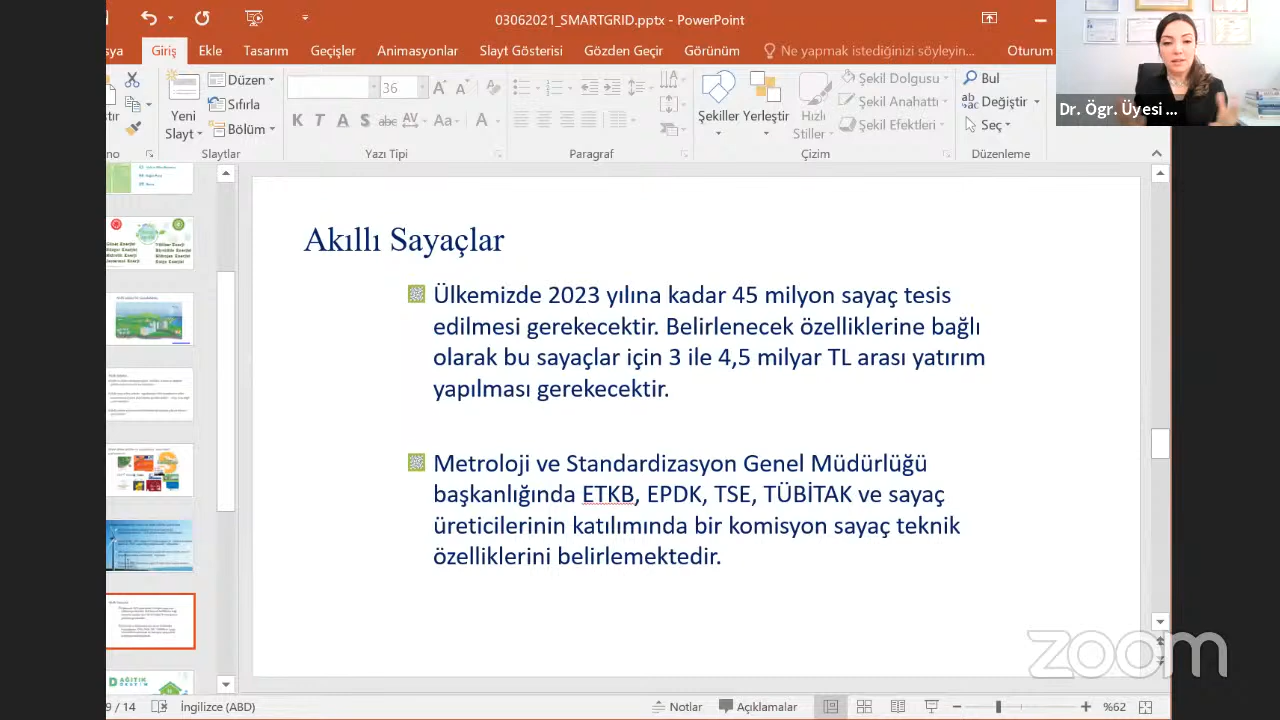 03062021_SMARTGRID.pptx - PowerPoint
sya Giriş Ekle Tasarım Geçişler Animasyonlar Slayt Gösterisi Gözden Geçir Görünüm Ne yapmak istediğinizi söyleyin... Oturum
Yeni
Slayt
Düzen
Sıfırla
Bölüm
36
K T A
Şekiller Yerleştir Hızlı
Stiller
Şekil Dolgusu
Şekil Anahattı
Şekil Efektleri
Bul
Değiştir
Seç
no Slaytlar Yazı Tipi Paragraf Çizim Düzenleme
Dr. Ögr. Üyesi ...
Akıllı Sayaçlar
Ülkemizde 2023 yılına kadar 45 milyon sayaç tesis
edilmesi gerekecektir. Belirlenecek özelliklerine bağlı
olarak bu sayaçlar için 3 ile 4,5 milyar TL arası yatırım
yapılması gerekecektir.
Metroloji ve Standardizasyon Genel Müdürlüğü
başkanlığında ETKB, EPDK, TSE, TÜBİTAK ve sayaç
üreticilerinin katılımında bir komisyon sayaç teknik
özelliklerini belirlemektedir.
zoom
9 / 14 İngilizce (ABD) Notlar Açıklamalar %62